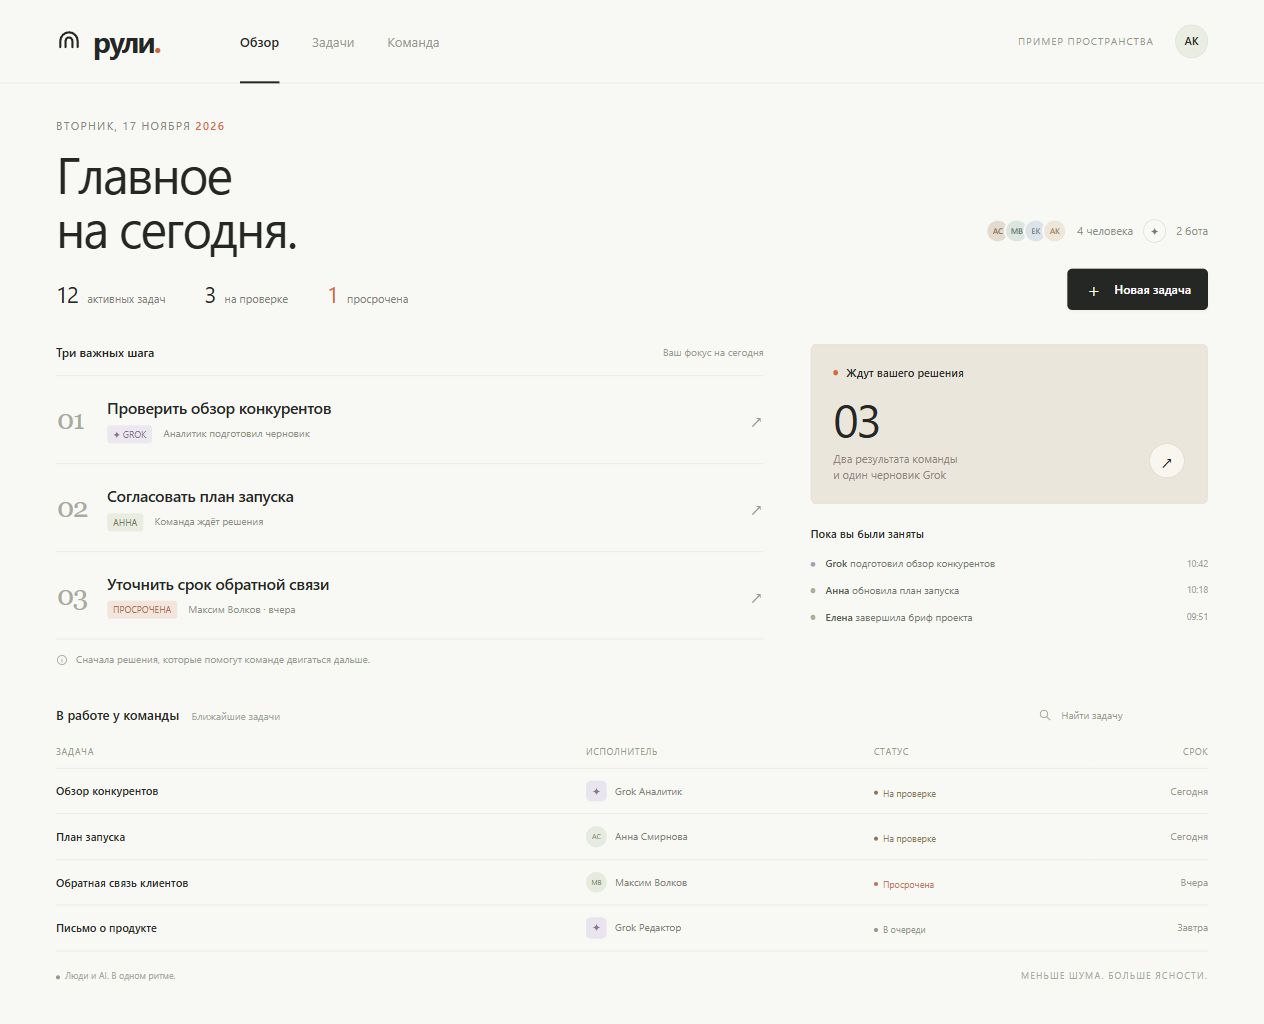 рули.
Обзор
Задачи
Команда
ПРИМЕР ПРОСТРАНСТВА
АК
ВТОРНИК, 17 НОЯБРЯ 2026
Главное
на сегодня.
АС МВ ЕК АК 4 человека ✦ 2 бота
12 активных задач 3 на проверке 1 просрочена
+ Новая задача
Три важных шага
Ваш фокус на сегодня
01 Проверить обзор конкурентов ↗
✦ GROK Аналитик подготовил черновик
02 Согласовать план запуска ↗
АННА Команда ждёт решения
03 Уточнить срок обратной связи ↗
ПРОСРОЧЕНА Максим Волков · вчера
Сначала решения, которые помогут команде двигаться дальше.
Ждут вашего решения
03
Два результата команды
и один черновик Grok
↗
Пока вы были заняты
Grok подготовил обзор конкурентов 10:42
Анна обновила план запуска 10:18
Елена завершила бриф проекта 09:51
В работе у команды Ближайшие задачи
Найти задачу
ЗАДАЧА ИСПОЛНИТЕЛЬ СТАТУС СРОК
Обзор конкурентов ✦ Grok Аналитик На проверке Сегодня
План запуска АС Анна Смирнова На проверке Сегодня
Обратная связь клиентов МВ Максим Волков Просрочена Вчера
Письмо о продукте ✦ Grok Редактор В очереди Завтра
Люди и AI. В одном ритме.
МЕНЬШЕ ШУМА. БОЛЬШЕ ЯСНОСТИ.